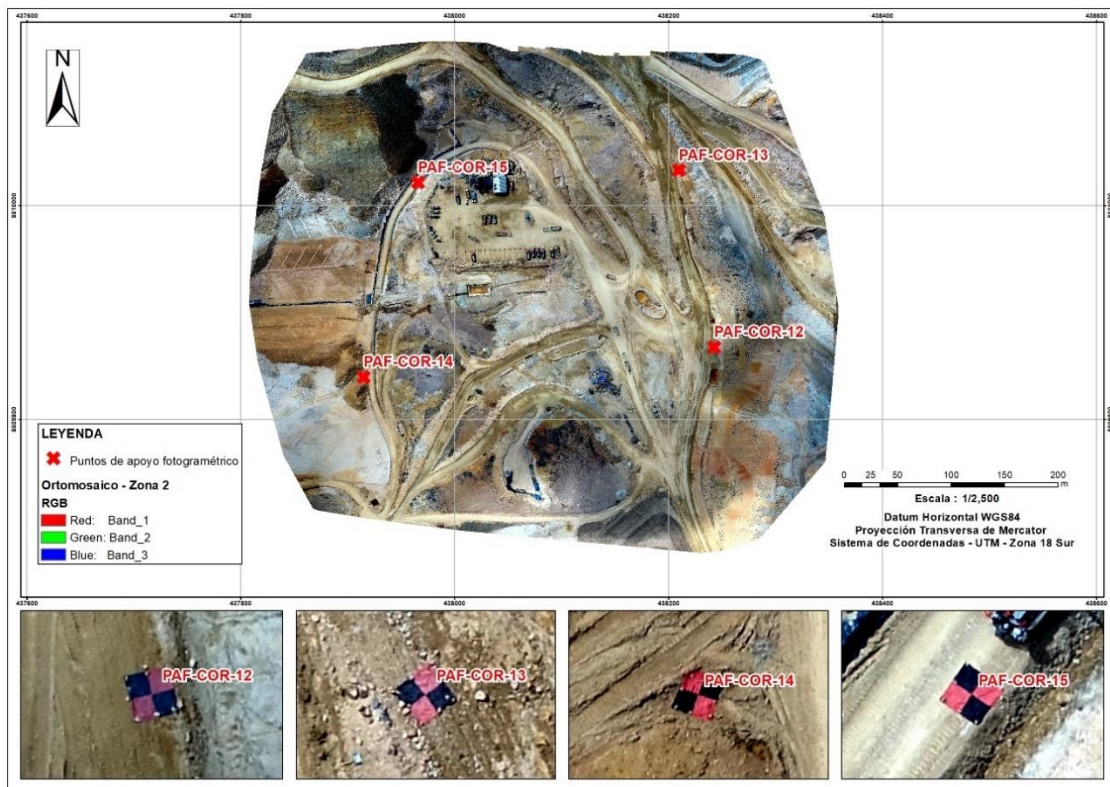 437600 437800 438000 438200 438400 438600
N
PAF-COR-13
PAF-COR-15
8610000
PAF-COR-12
PAF-COR-14
LEYENDA
Puntos de apoyo fotogramétrico
Ortomosaico - Zona 2
RGB
Red: Band_1
Green: Band_2
Blue: Band_3
8609800
0 25 50 100 150 200
m
Escala : 1/2,500
Datum Horizontal WGS84
Proyección Transversa de Mercator
Sistema de Coordenadas - UTM - Zona 18 Sur
437600 437800 438000 438200 438400 438600
PAF-COR-12
PAF-COR-13
PAF-COR-14
PAF-COR-15